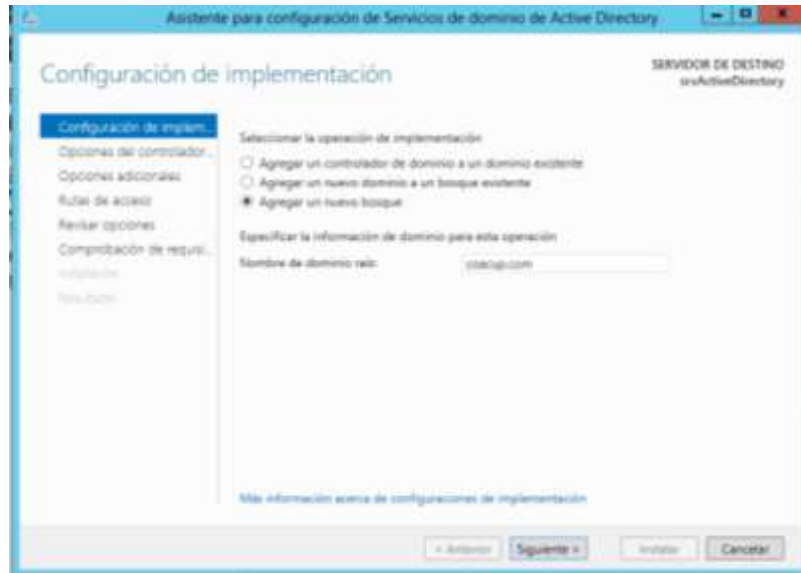 Asistente para configuración de Servicios de dominio de Active Directory
Configuración de implementación
SERVIDOR DE DESTINO
srvActiveDirectory
Configuración de implem...
Opciones del controlador...
Opciones adicionales
Rutas de acceso
Revisar opciones
Comprobación de requisi...
Instalación
Resultados
Seleccionar la operación de implementación
Agregar un controlador de dominio a un dominio existente
Agregar un nuevo dominio a un bosque existente
Agregar un nuevo bosque
Especificar la información de dominio para esta operación
Nombre de dominio raíz:
Más información acerca de configuraciones de implementación
< Anterior
Siguiente >
Instalar
Cancelar